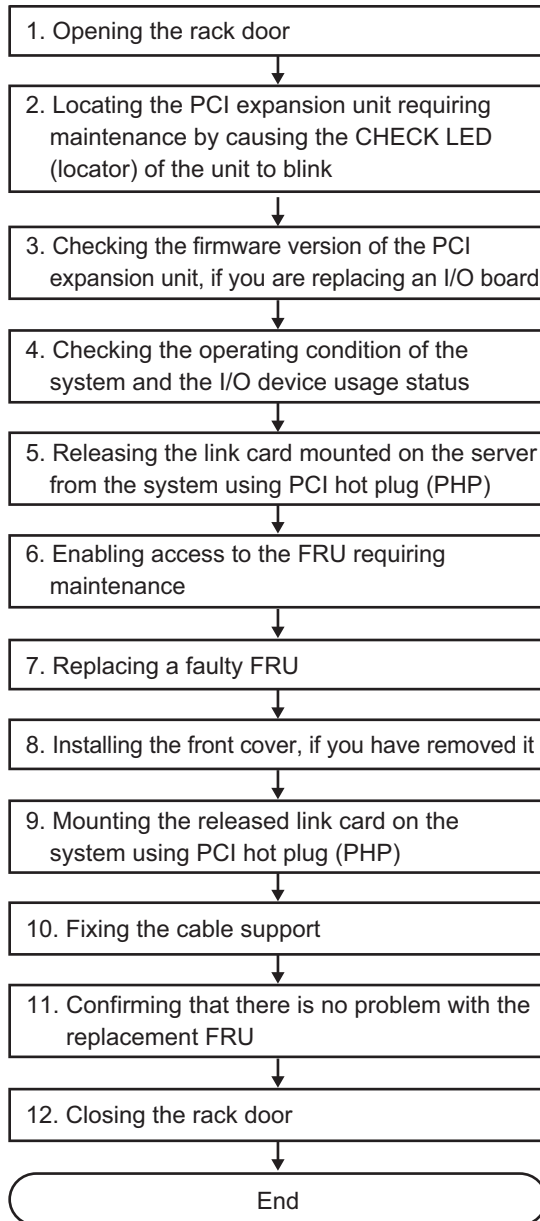 1. Opening the rack door
2. Locating the PCI expansion unit requiring
maintenance by causing the CHECK LED
(locator) of the unit to blink
3. Checking the firmware version of the PCI
expansion unit, if you are replacing an I/O board
4. Checking the operating condition of the
system and the I/O device usage status
5. Releasing the link card mounted on the server
from the system using PCI hot plug (PHP)
6. Enabling access to the FRU requiring
maintenance
7. Replacing a faulty FRU
8. Installing the front cover, if you have removed it
9. Mounting the released link card on the
system using PCI hot plug (PHP)
10. Fixing the cable support
11. Confirming that there is no problem with the
replacement FRU
12. Closing the rack door
End